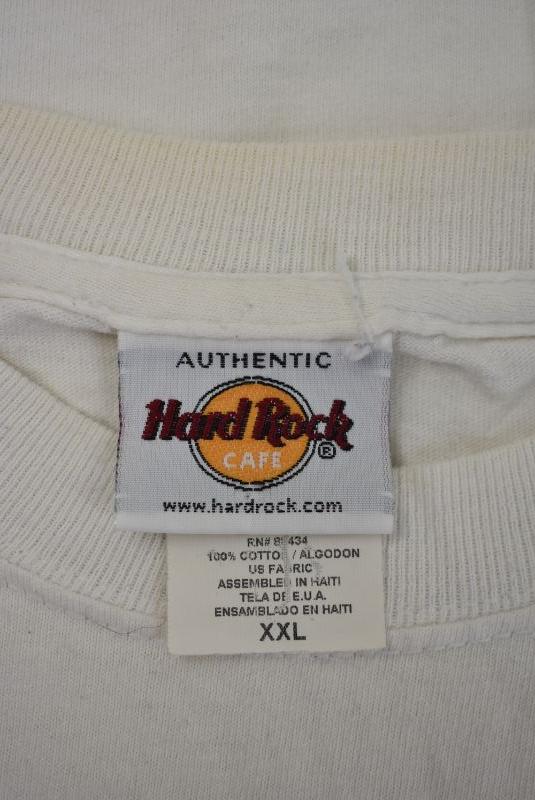 AUTHENTIC
Hard Rock
CAFE
®
www.hardrock.com
RN#
100% COTTON / ALGODON
US FABRIC
ASSEMBLED IN HAITI
TELA DE E.U.A.
ENSAMBLADO EN HAITI
XXL